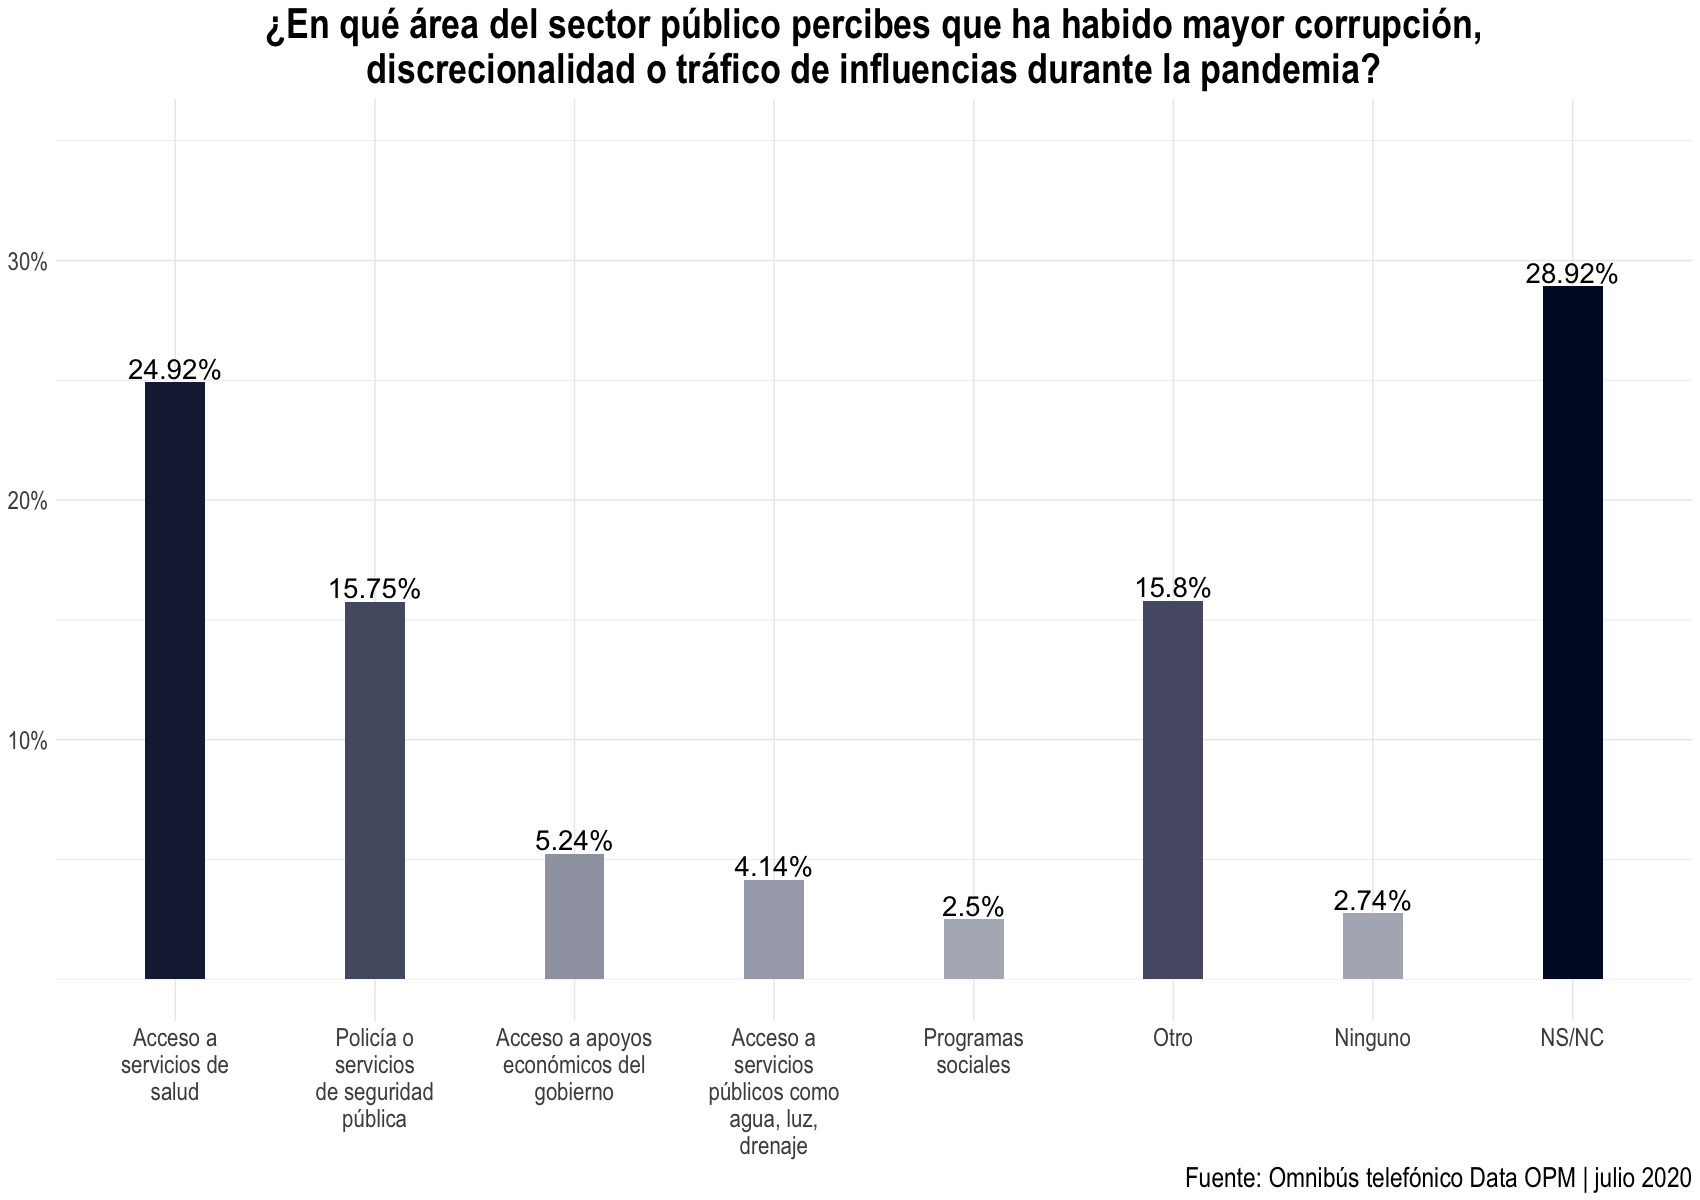 ¿En qué área del sector público percibes que ha habido mayor corrupción,
discrecionalidad o tráfico de influencias durante la pandemia?
30%
20%
10%
24.92%
15.75%
5.24%
4.14%
2.5%
15.8%
2.74%
28.92%
Acceso a
servicios de
salud
Policía o
servicios
de seguridad
pública
Acceso a apoyos
económicos del
gobierno
Acceso a
servicios
públicos como
agua, luz,
drenaje
Programas
sociales
Otro
Ninguno
NS/NC
Fuente: Omnibús telefónico Data OPM | julio 2020